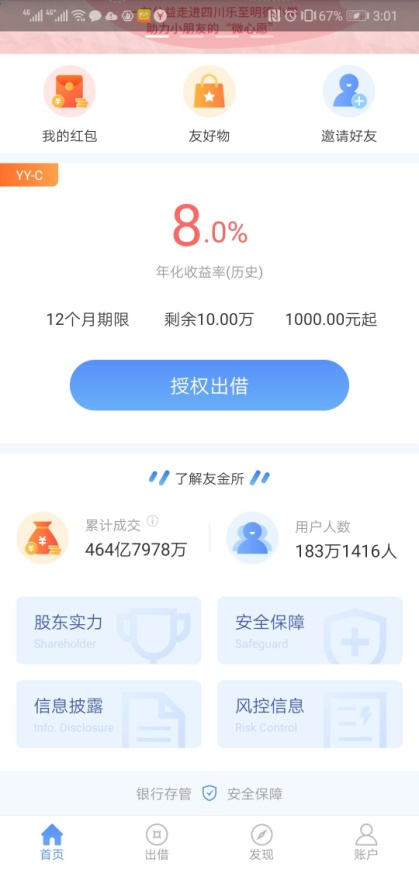 67% 3:01
益走进四川乐至明德小学
助力小朋友的“微心愿”
我的红包 友好物 邀请好友
YY-C
8.0%
年化收益率(历史)
12个月期限 剩余10.00万 1000.00元起
授权出借
了解友金所
累计成交 用户人数
464亿7978万 183万1416人
股东实力 安全保障
Shareholder Safeguard
信息披露 风控信息
Info. Disclosure Risk Control
银行存管 安全保障
首页 出借 发现 账户